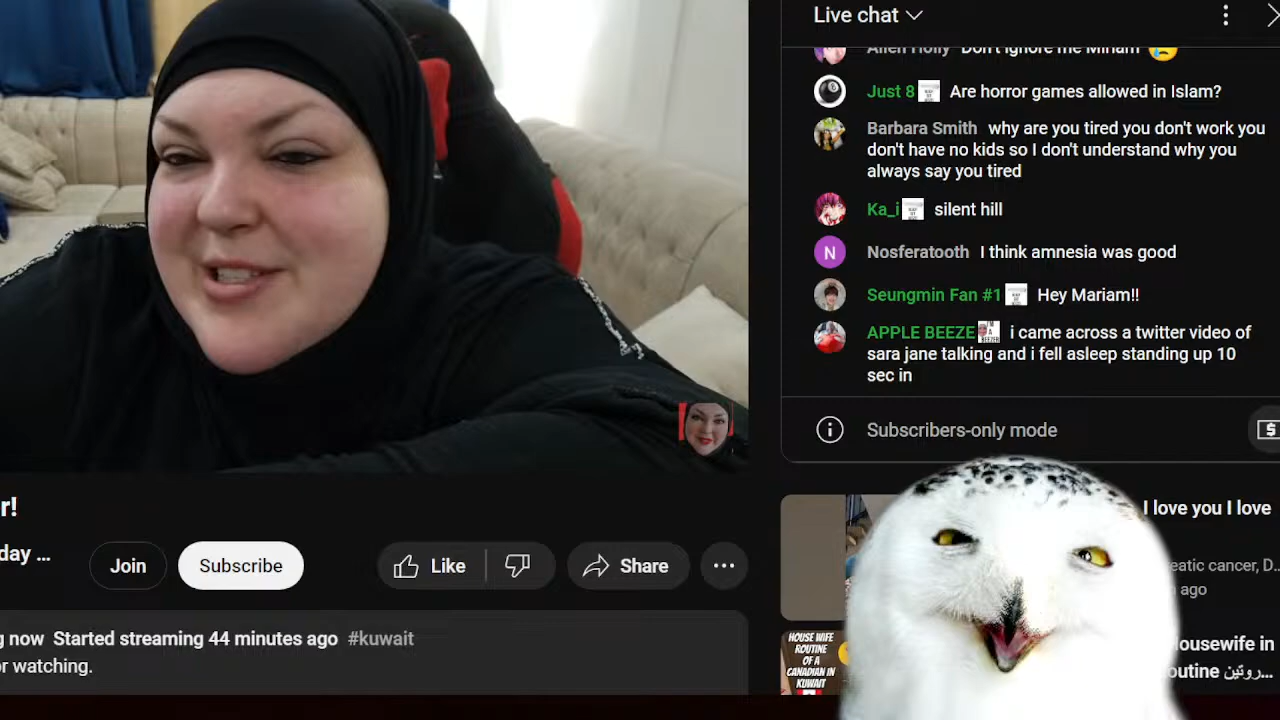 Live chat
Allen Holly Don't ignore me Miriam
Just 8 Are horror games allowed in Islam?
Barbara Smith why are you tired you don't work you
don't have no kids so I don't understand why you
always say you tired
Ka_i silent hill
Nosferatooth I think amnesia was good
N
Seungmin Fan #1 Hey Mariam!!
APPLE BEEZE i came across a twitter video of
sara jane talking and i fell asleep standing up 10
sec in
Subscribers-only mode
r!
day ...
Join
Subscribe
Like
Share
g now Started streaming 44 minutes ago #kuwait
or watching.
I love you I love
eatic cancer, D...
ago
HOUSE WIFE
ROUTINE
OF A
CANADIAN IN
KUWAIT
ousewife in
outine روتين...